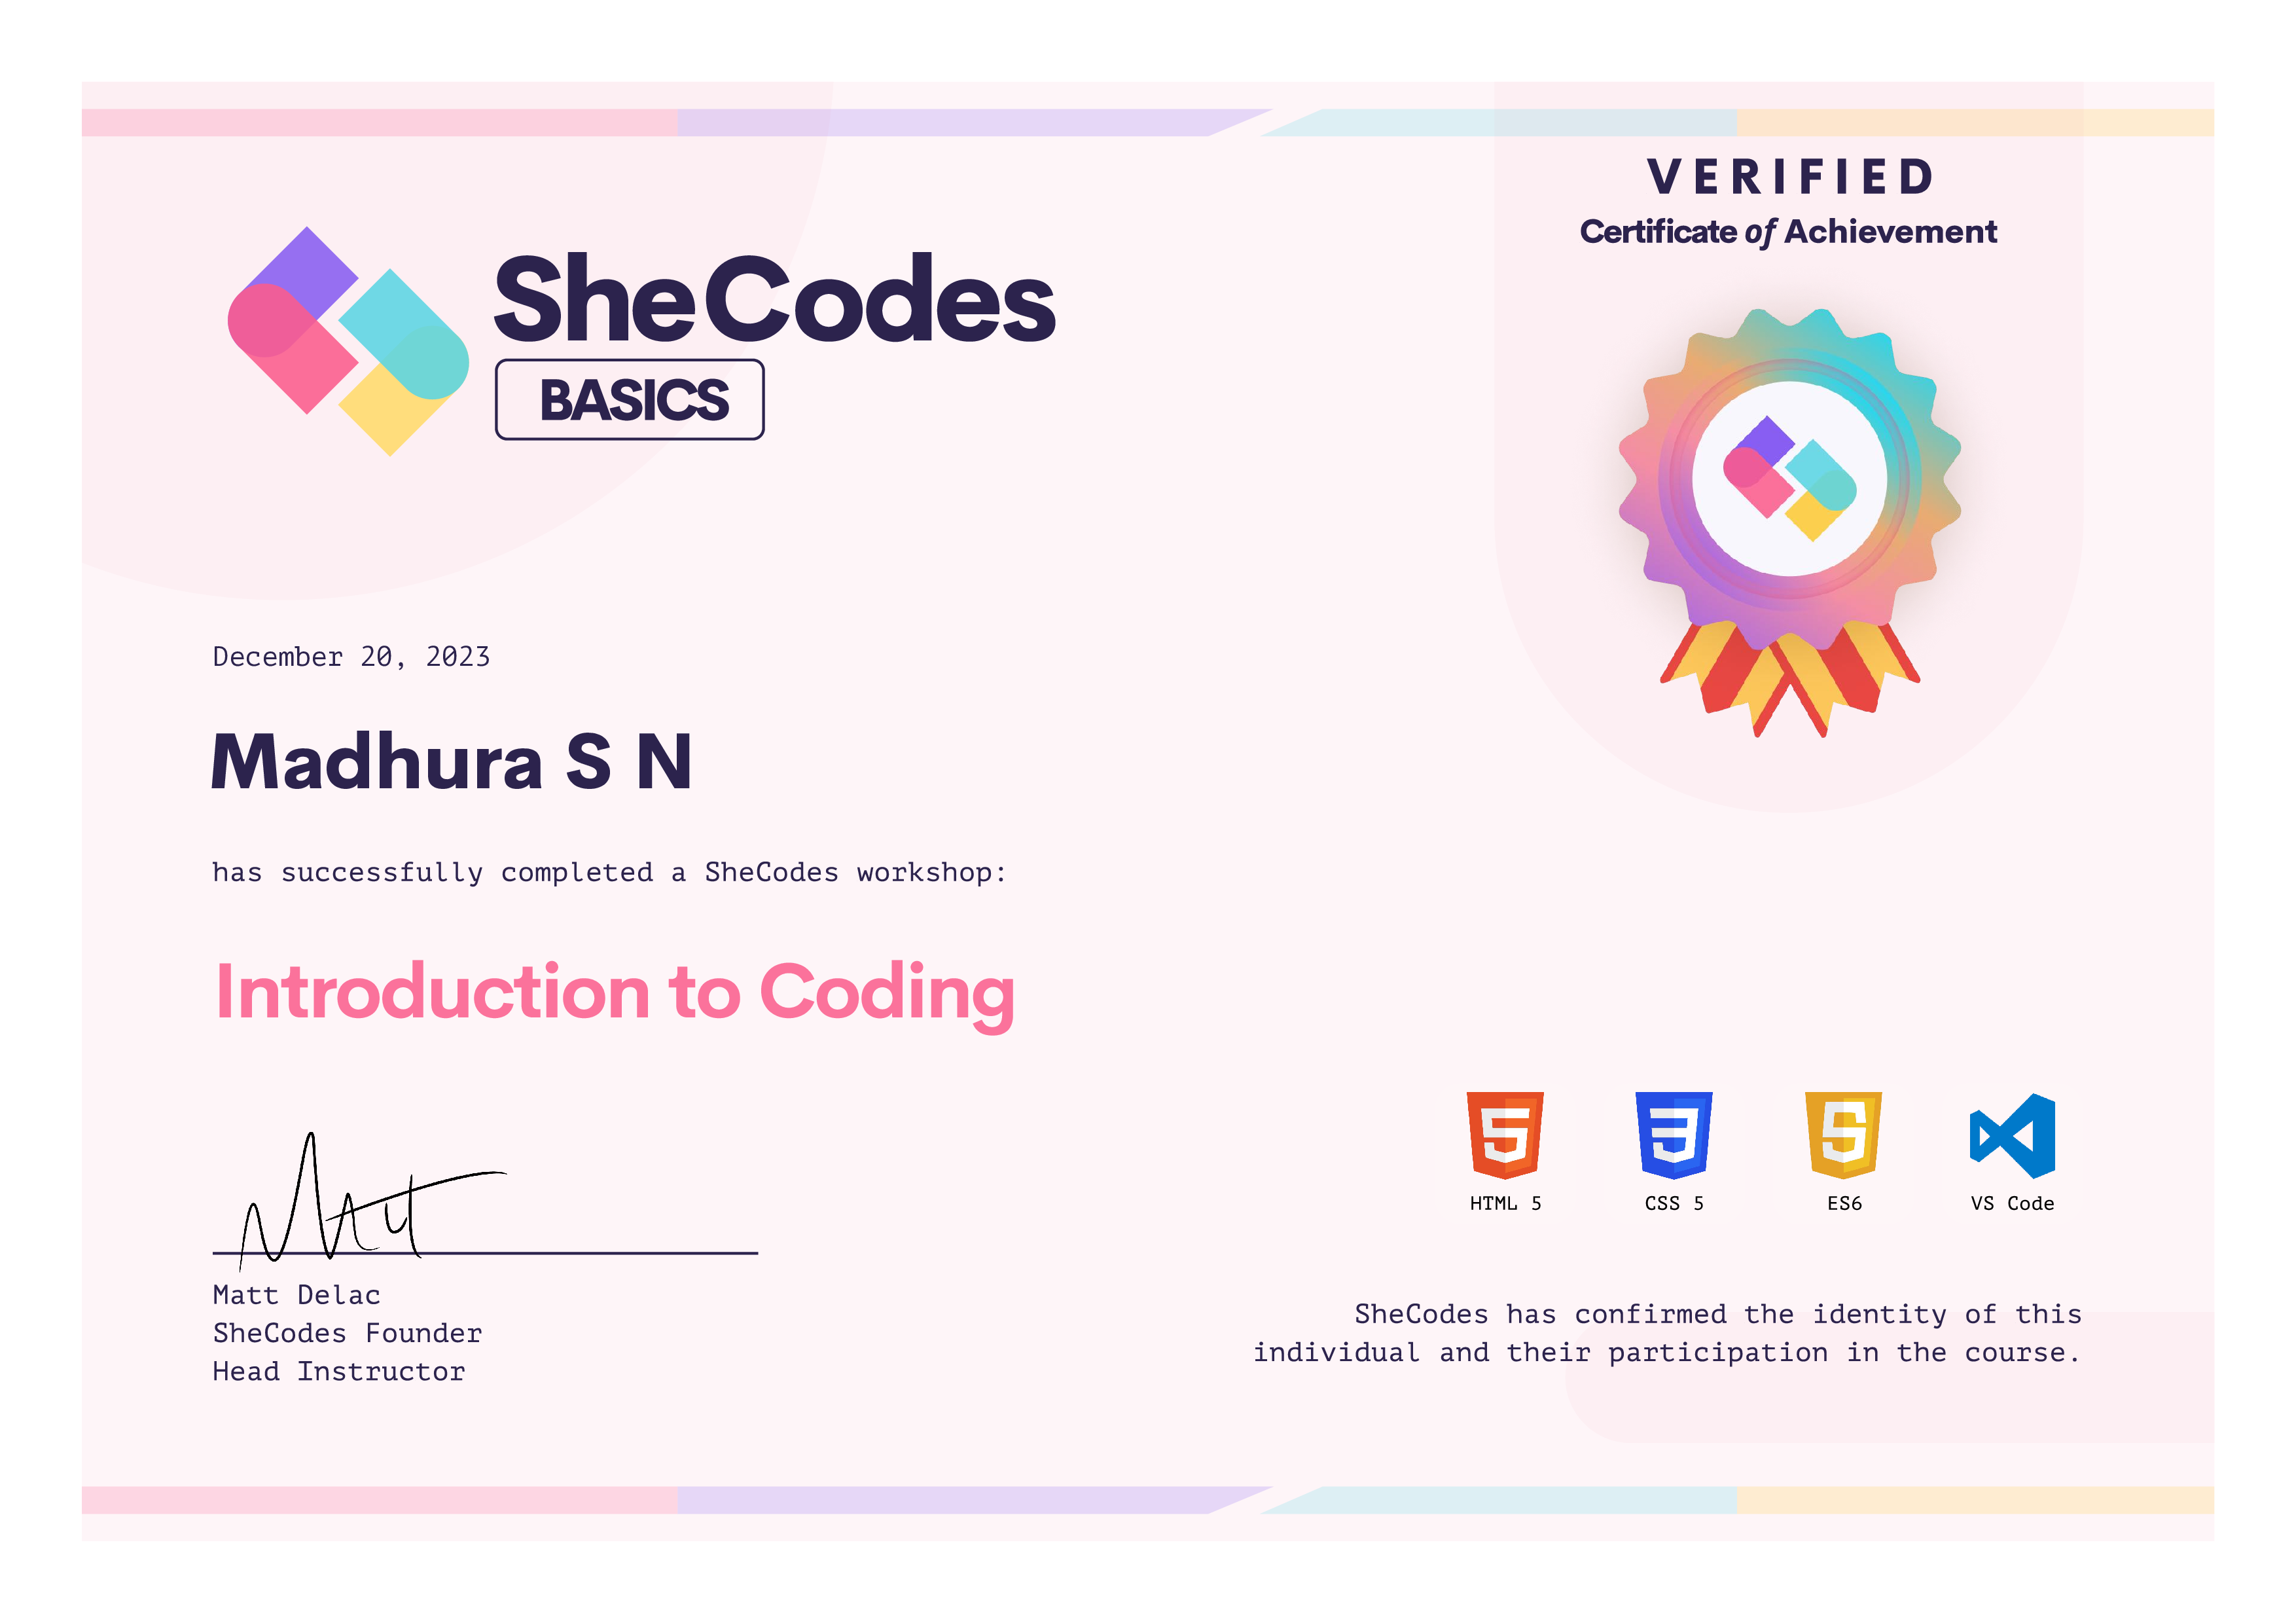 VERIFIED
Certificate of Achievement
SheCodes
BASICS
December 20, 2023
Madhura S N
has successfully completed a SheCodes workshop:
Introduction to Coding
HTML 5
CSS 5
ES6
VS Code
Matt Delac
SheCodes Founder
Head Instructor
SheCodes has confirmed the identity of this
individual and their participation in the course.